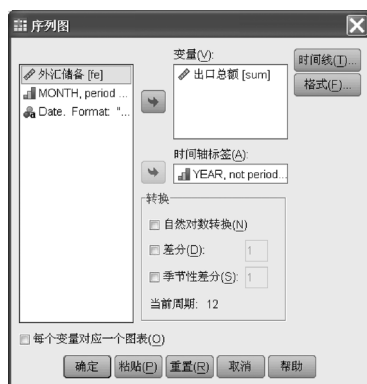 序列图
外汇储备 [fe]
MONTH, period ...
Date. Format: "...
变量(V):
出口总额 [sum]
时间轴标签(A):
YEAR, not period...
转换
自然对数转换(N)
差分(D): 1
季节性差分(S): 1
当前周期: 12
时间线(T)...
格式(F)...
每个变量对应一个图表(O)
确定 粘贴(P) 重置(R) 取消 帮助